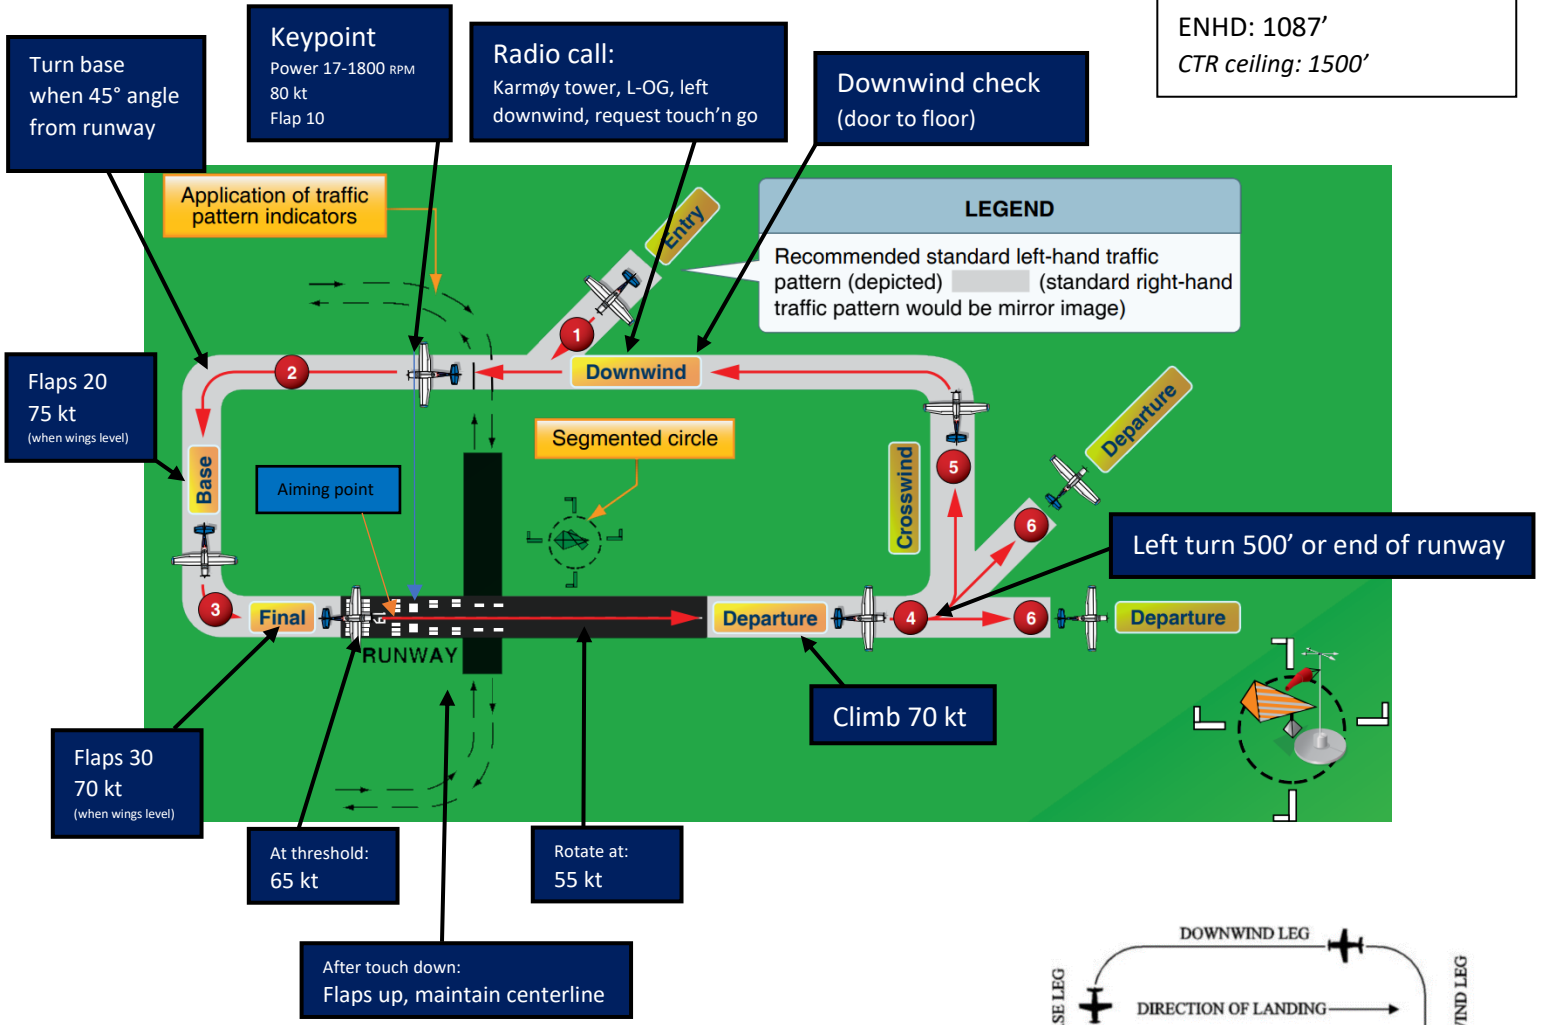 ENHD: 1087’
CTR ceiling: 1500’
Turn base
when 45° angle
from runway
Keypoint
Power 17-1800 RPM
80 kt
Flap 10
Radio call:
Karmøy tower, L-OG, left
downwind, request touch’n go
Downwind check
(door to floor)
Application of traffic
pattern indicators
Entry
LEGEND
Recommended standard left-hand traffic
pattern (depicted) (standard right-hand
traffic pattern would be mirror image)
1
2
Downwind
Flaps 20
75 kt
(when wings level)
Base
Aiming point
Segmented circle
Crosswind
5
Departure
6
Left turn 500’ or end of runway
3
Final
19
RUNWAY
Departure
4
6
Departure
Climb 70 kt
Flaps 30
70 kt
(when wings level)
At threshold:
65 kt
Rotate at:
55 kt
After touch down:
Flaps up, maintain centerline
DOWNWIND LEG
SE LEG
DIRECTION OF LANDING
WIND LEG